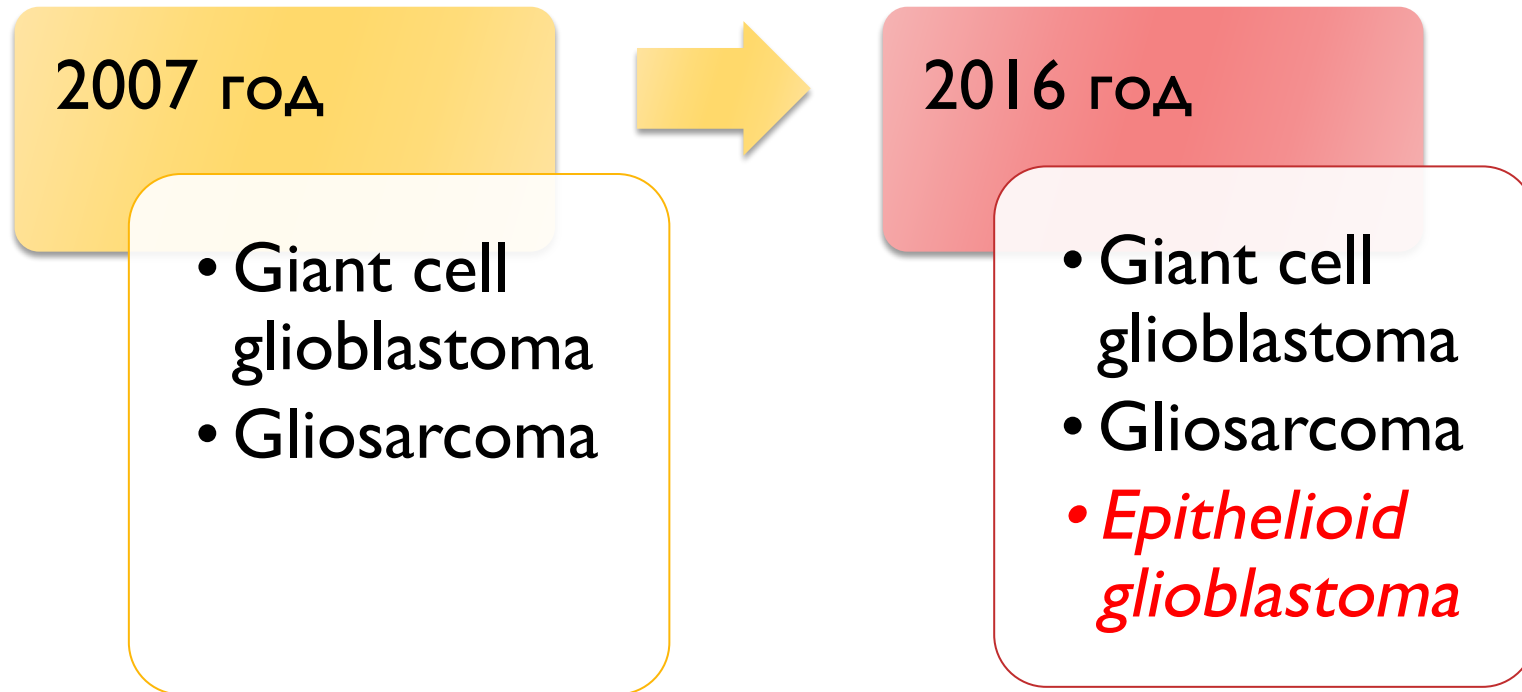 2007 год
• Giant cell
glioblastoma
• Gliosarcoma
2016 год
• Giant cell
glioblastoma
• Gliosarcoma
• Epithelioid
glioblastoma